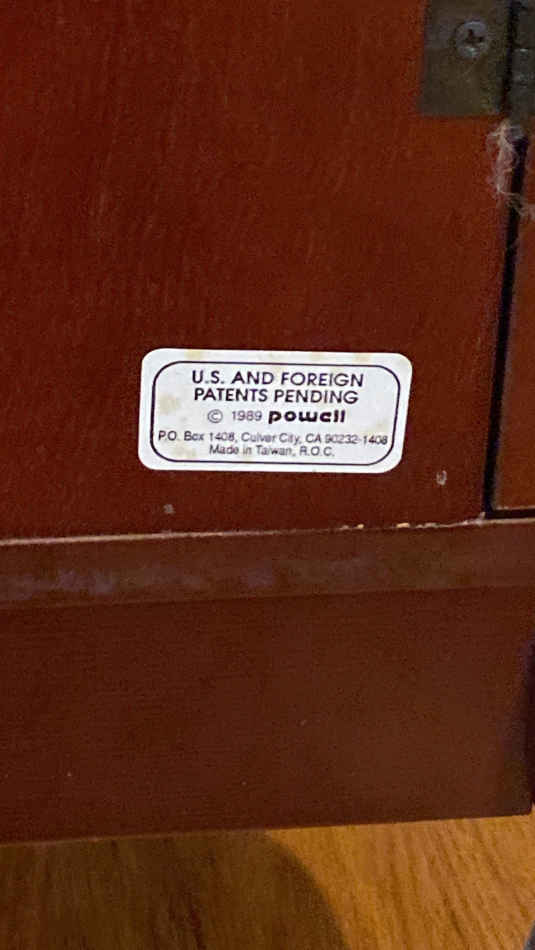 U.S. AND FOREIGN
PATENTS PENDING
© 1989 powell
P.O. Box 1408, Culver City, CA 90232-1408
Made in Taiwan, R.O.C.